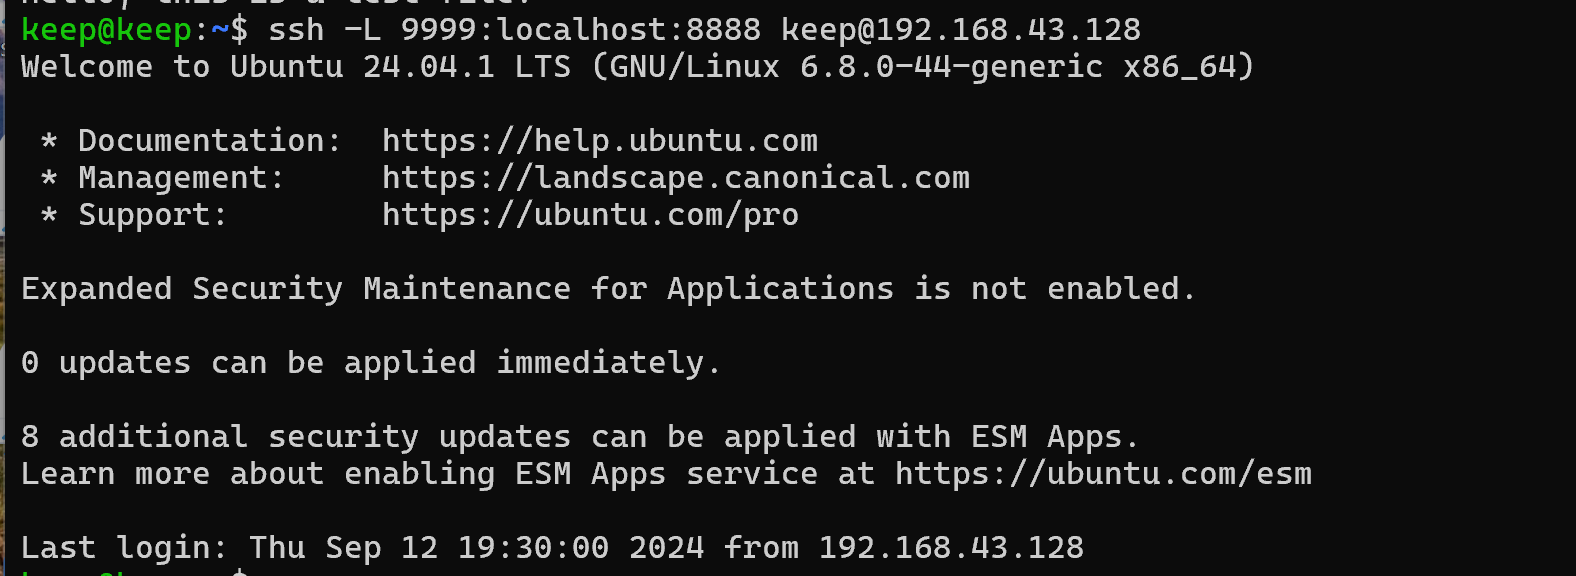 keep@keep:~$ ssh -L 9999:localhost:8888 keep@192.168.43.128
Welcome to Ubuntu 24.04.1 LTS (GNU/Linux 6.8.0-44-generic x86_64)
* Documentation: https://help.ubuntu.com
* Management: https://landscape.canonical.com
* Support: https://ubuntu.com/pro
Expanded Security Maintenance for Applications is not enabled.
0 updates can be applied immediately.
8 additional security updates can be applied with ESM Apps.
Learn more about enabling ESM Apps service at https://ubuntu.com/esm
Last login: Thu Sep 12 19:30:00 2024 from 192.168.43.128